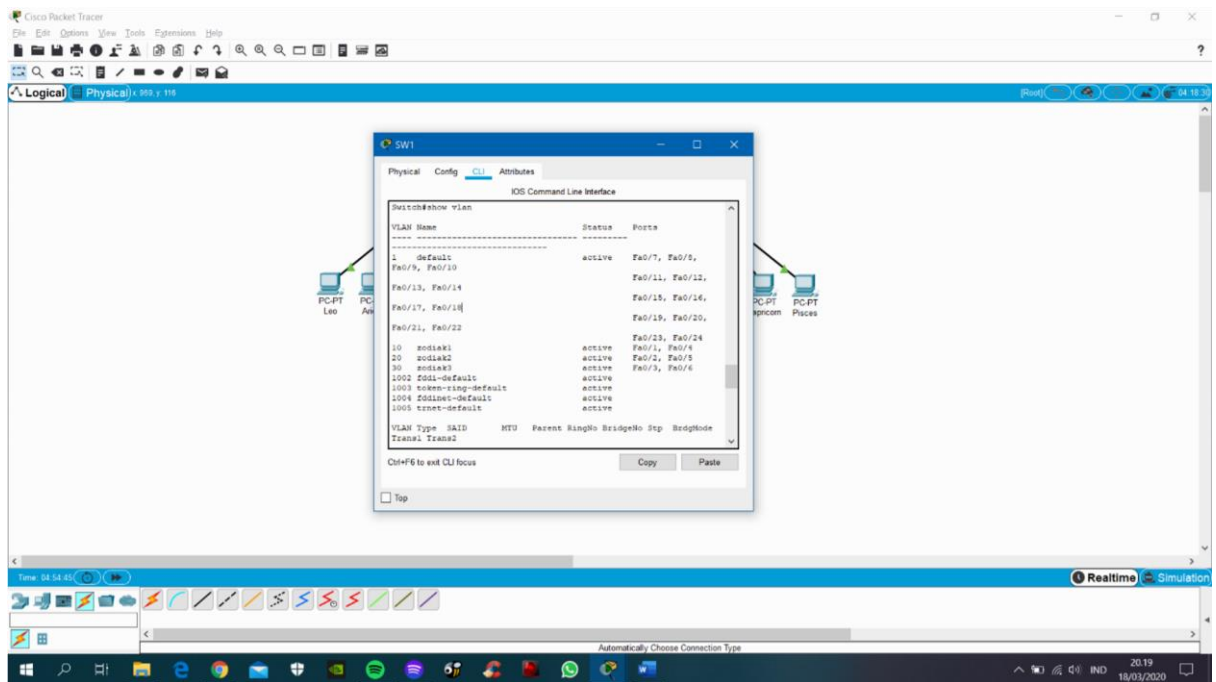 Cisco Packet Tracer
File Edit Options View Tools Extensions Help
?
Logical Physical x: 959, y: 116
[Root] 04:18:30
SW1
Physical Config CLI Attributes
IOS Command Line Interface
Switch#show vlan
VLAN Name Status Ports
---- -------------------------------- --------- -------------------------------
1 default active Fa0/7, Fa0/8,
Fa0/9, Fa0/10
Fa0/11, Fa0/12,
Fa0/13, Fa0/14
Fa0/15, Fa0/16,
Fa0/17, Fa0/18
Fa0/19, Fa0/20,
Fa0/21, Fa0/22
Fa0/23, Fa0/24
10 zodiak1 active Fa0/1, Fa0/4
20 zodiak2 active Fa0/2, Fa0/5
30 zodiak3 active Fa0/3, Fa0/6
1002 fddi-default active
1003 token-ring-default active
1004 fddinet-default active
1005 trnet-default active
VLAN Type SAID MTU Parent RingNo BridgeNo Stp BrdgMode
Trans1 Trans2
Ctrl+F6 to exit CLI focus
Copy Paste
Top
PC-PT
Leo
PC-PT
Pisces
Time: 04:54:45
Realtime Simulation
Automatically Choose Connection Type
IND
20.19
18/03/2020